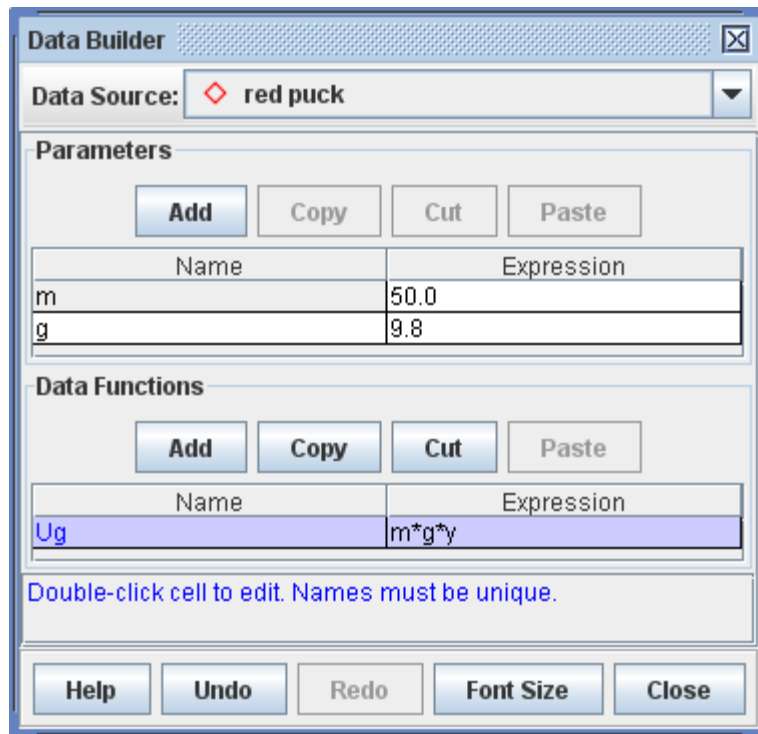 Data Builder
Data Source: red puck
Parameters
Add Copy Cut Paste
Name Expression
m 50.0
g 9.8
Data Functions
Add Copy Cut Paste
Name Expression
Ug m*g*y
Double-click cell to edit. Names must be unique.
Help Undo Redo Font Size Close